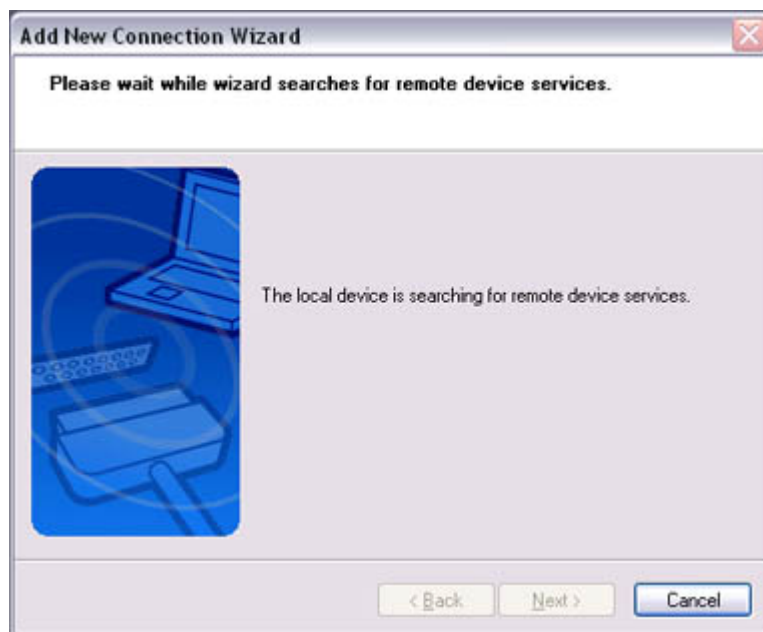 Add New Connection Wizard
Please wait while wizard searches for remote device services.
The local device is searching for remote device services.
< Back
Next >
Cancel